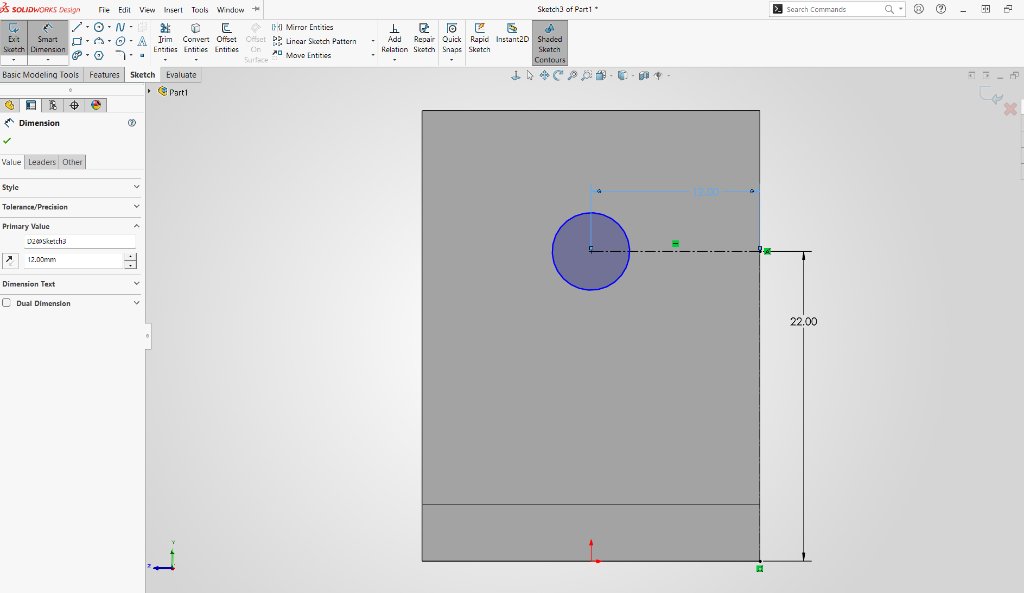 SOLIDWORKS Design
File Edit View Insert Tools Window
Sketch3 of Part1 *
Search Commands
Exit Sketch
Smart Dimension
Trim Entities
Convert Entities
Offset Entities
Offset On Surface
Mirror Entities
Linear Sketch Pattern
Move Entities
Add Relation
Repair Sketch
Quick Snaps
Rapid Sketch
Instant2D
Shaded Sketch Contours
Basic Modeling Tools Features Sketch Evaluate
Part1
Dimension
Value Leaders Other
Style
Tolerance/Precision
Primary Value
D2@Sketch3
12.00mm
Dimension Text
Dual Dimension
12.00
22.00
Y
Z